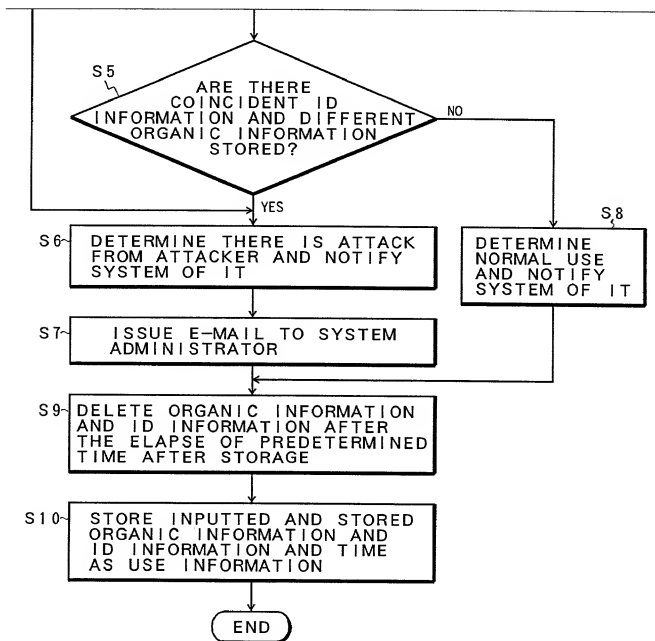 S5
ARE THERE
COINCIDENT ID
INFORMATION AND DIFFERENT
ORGANIC INFORMATION
STORED?
NO
YES
S6
DETERMINE THERE IS ATTACK
FROM ATTACKER AND NOTIFY
SYSTEM OF IT
S8
DETERMINE
NORMAL USE
AND NOTIFY
SYSTEM OF IT
S7
ISSUE E-MAIL TO SYSTEM
ADMINISTRATOR
S9
DELETE ORGANIC INFORMATION
AND ID INFORMATION AFTER
THE ELAPSE OF PREDETERMINED
TIME AFTER STORAGE
S10
STORE INPUTTED AND STORED
ORGANIC INFORMATION AND
ID INFORMATION AND TIME
AS USE INFORMATION
END